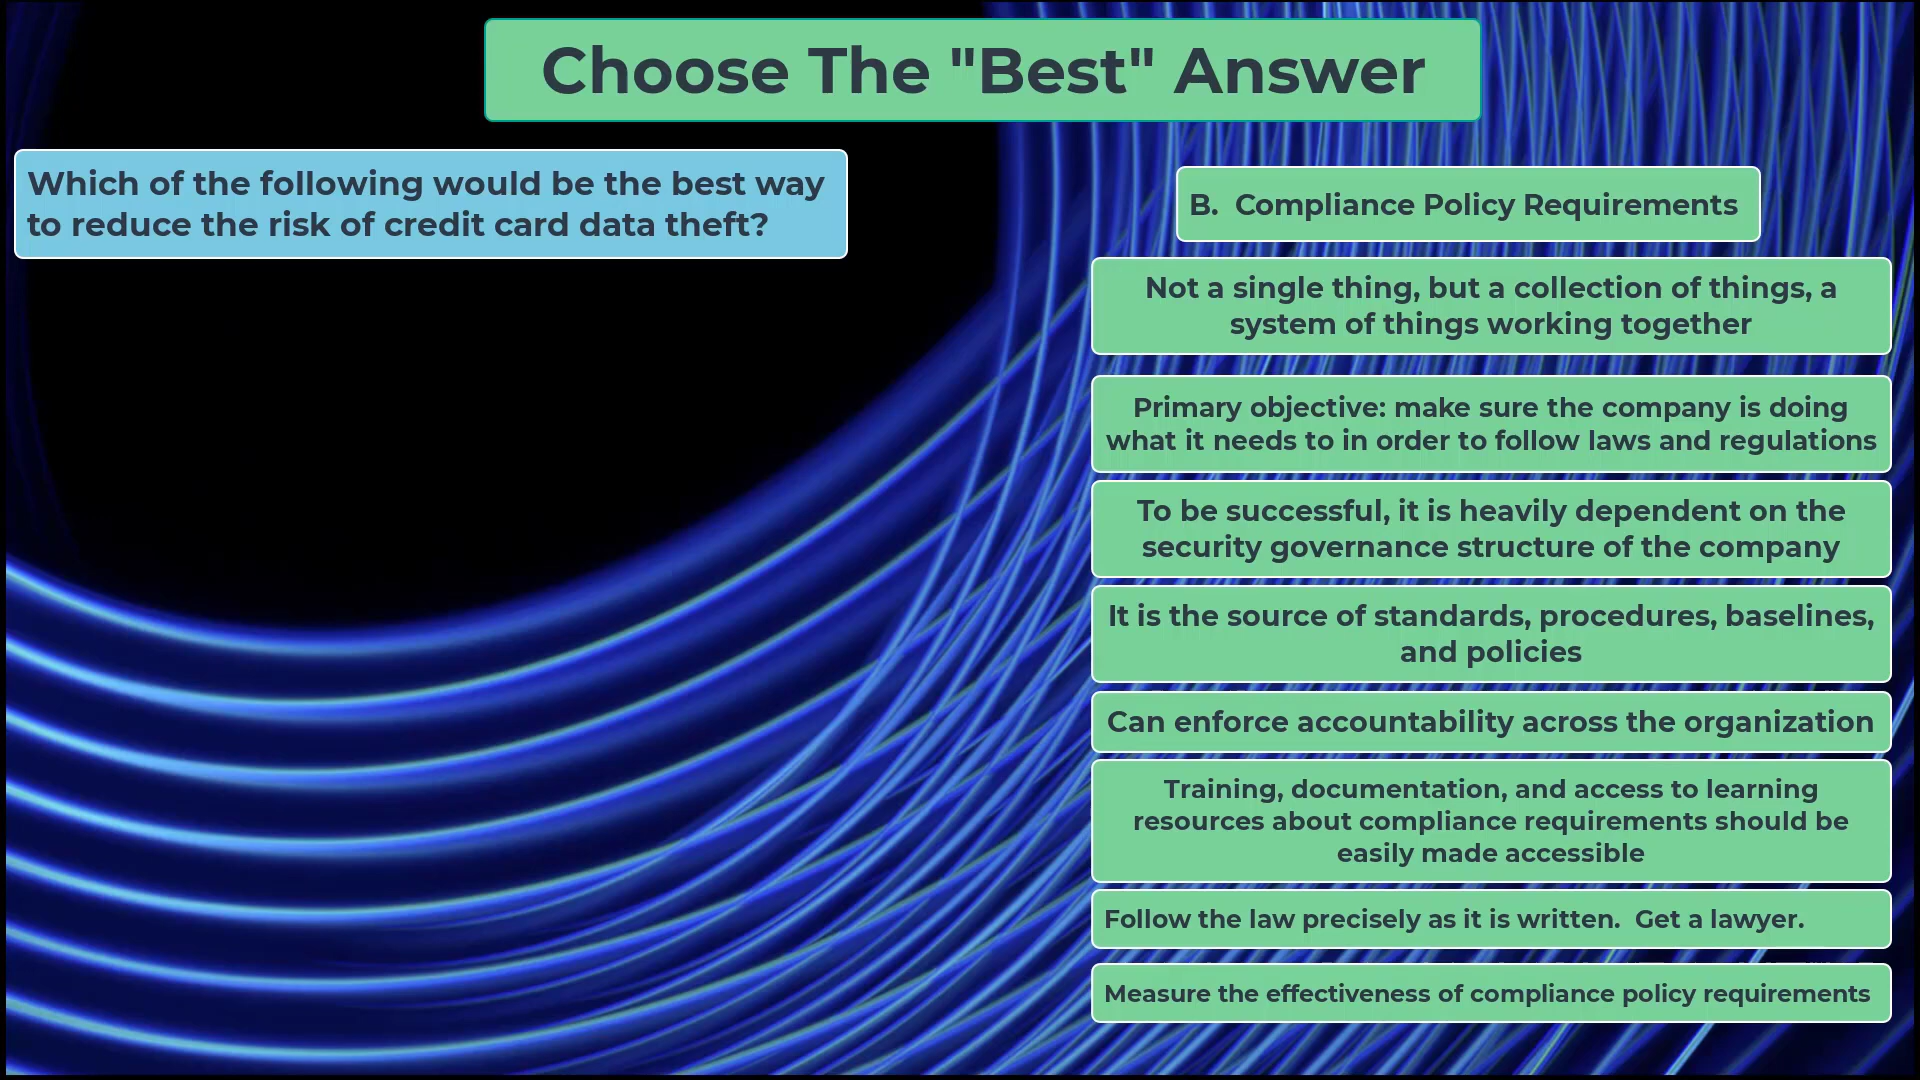 Choose The "Best" Answer
Which of the following would be the best way
to reduce the risk of credit card data theft?
B.  Compliance Policy Requirements
Not a single thing, but a collection of things, a
system of things working together
Primary objective: make sure the company is doing
what it needs to in order to follow laws and regulations
To be successful, it is heavily dependent on the
security governance structure of the company
It is the source of standards, procedures, baselines,
and policies
Can enforce accountability across the organization
Training, documentation, and access to learning
resources about compliance requirements should be
easily made accessible
Follow the law precisely as it is written.  Get a lawyer.
Measure the effectiveness of compliance policy requirements